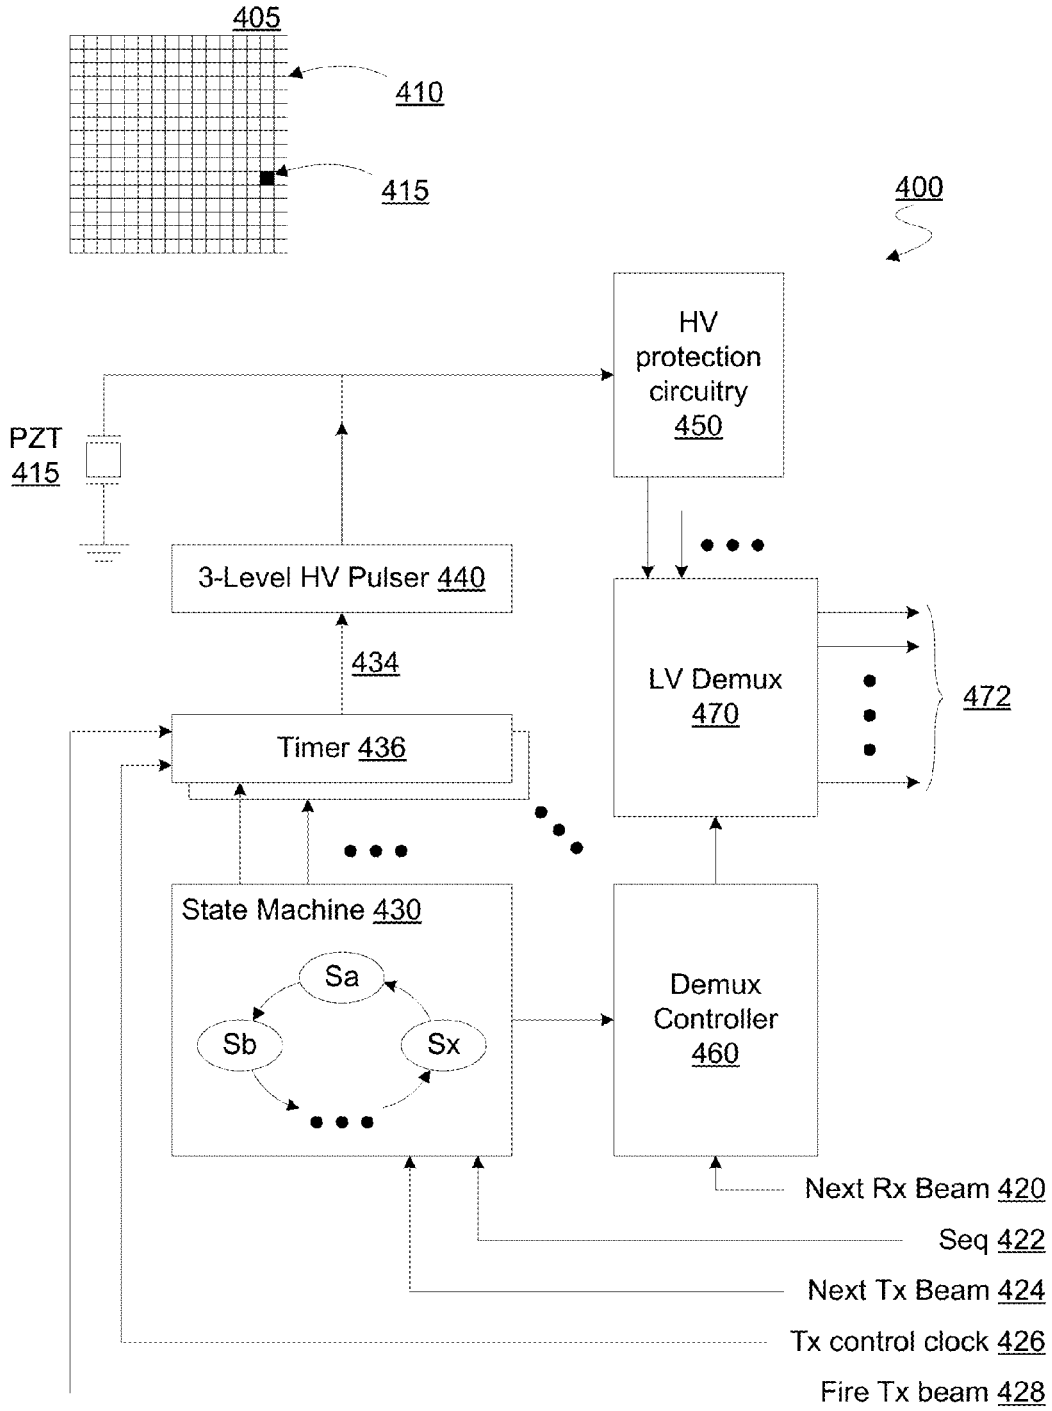 405
410
415
400
HV
protection
circuitry
450
PZT
415
3-Level HV Pulser 440
434
LV Demux
470
472
Timer 436
State Machine 430
Sa
Sb
Sx
Demux
Controller
460
Next Rx Beam 420
Seq 422
Next Tx Beam 424
Tx control clock 426
Fire Tx beam 428